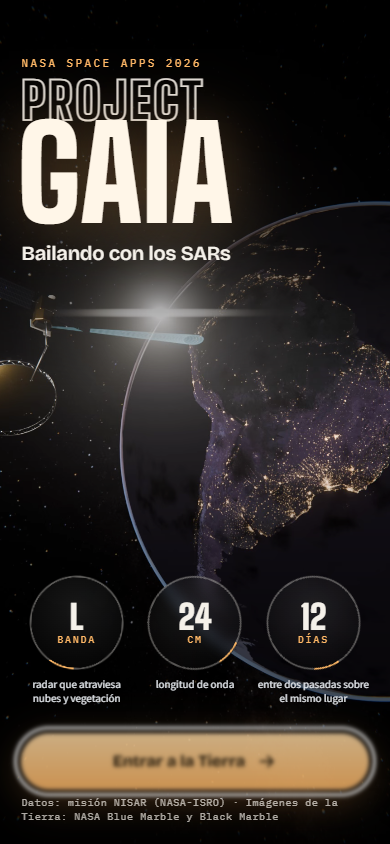 NASA SPACE APPS 2026
PROJECT
GAIA
Bailando con los SARs
L
BANDA
radar que atraviesa
nubes y vegetación
24
CM
longitud de onda
12
DÍAS
entre dos pasadas sobre
el mismo lugar
Entrar a la Tierra →
Datos: misión NISAR (NASA-ISRO) · Imágenes de la
Tierra: NASA Blue Marble y Black Marble